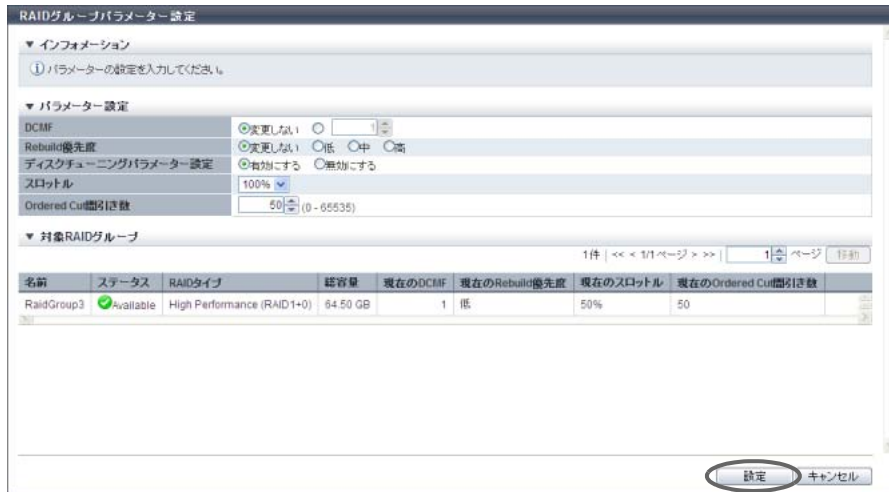 RAIDグループパラメーター設定
▼ インフォメーション
パラメーターの設定を入力してください。
▼ パラメーター設定
DCMF 変更しない 1
Rebuild優先度 変更しない 低 中 高
ディスクチューニングパラメーター設定 有効にする 無効にする
スロットル 100%
Ordered Cut間引き数 50 (0 - 65535)
▼ 対象RAIDグループ
1件 | << < 1/1ページ > >> | 1 ページ 移動
名前 ステータス RAIDタイプ 総容量 現在のDCMF 現在のRebuild優先度 現在のスロットル 現在のOrdered Cut間引き数
RaidGroup3 Available High Performance (RAID1+0) 64.50 GB 1 低 50% 50
設定 キャンセル